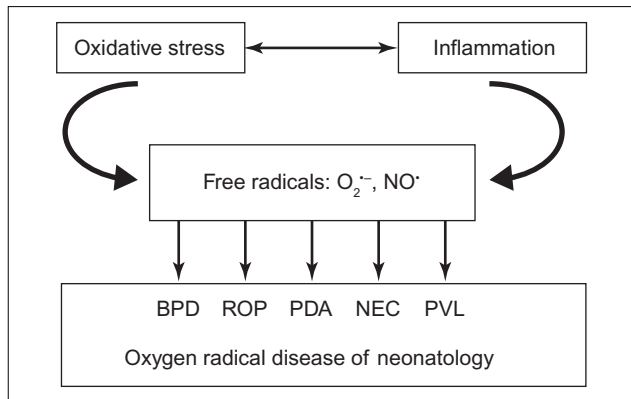 Oxidative stress
Inflammation
Free radicals: O₂˙⁻, NO˙
BPD ROP PDA NEC PVL
Oxygen radical disease of neonatology